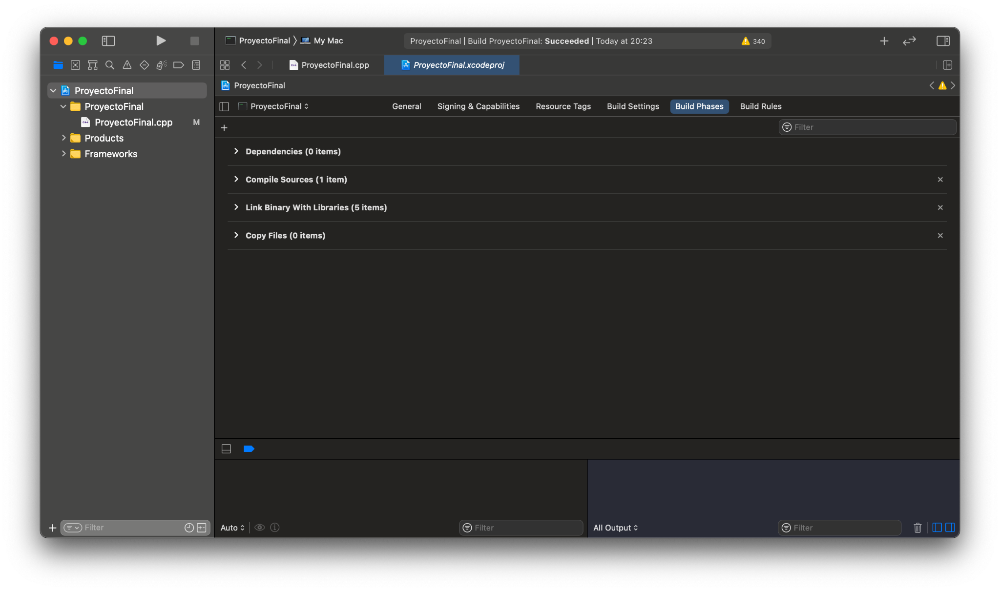 ProyectoFinal My Mac
ProyectoFinal | Build ProyectoFinal: Succeeded | Today at 20:23 340
ProyectoFinal.cpp ProyectoFinal.xcodeproj
ProyectoFinal
ProyectoFinal
ProyectoFinal.cpp M
Products
Frameworks
Filter
ProyectoFinal
ProyectoFinal General Signing & Capabilities Resource Tags Build Settings Build Phases Build Rules
Filter
Dependencies (0 items)
Compile Sources (1 item)
Link Binary With Libraries (5 items)
Copy Files (0 items)
Auto Filter
All Output Filter